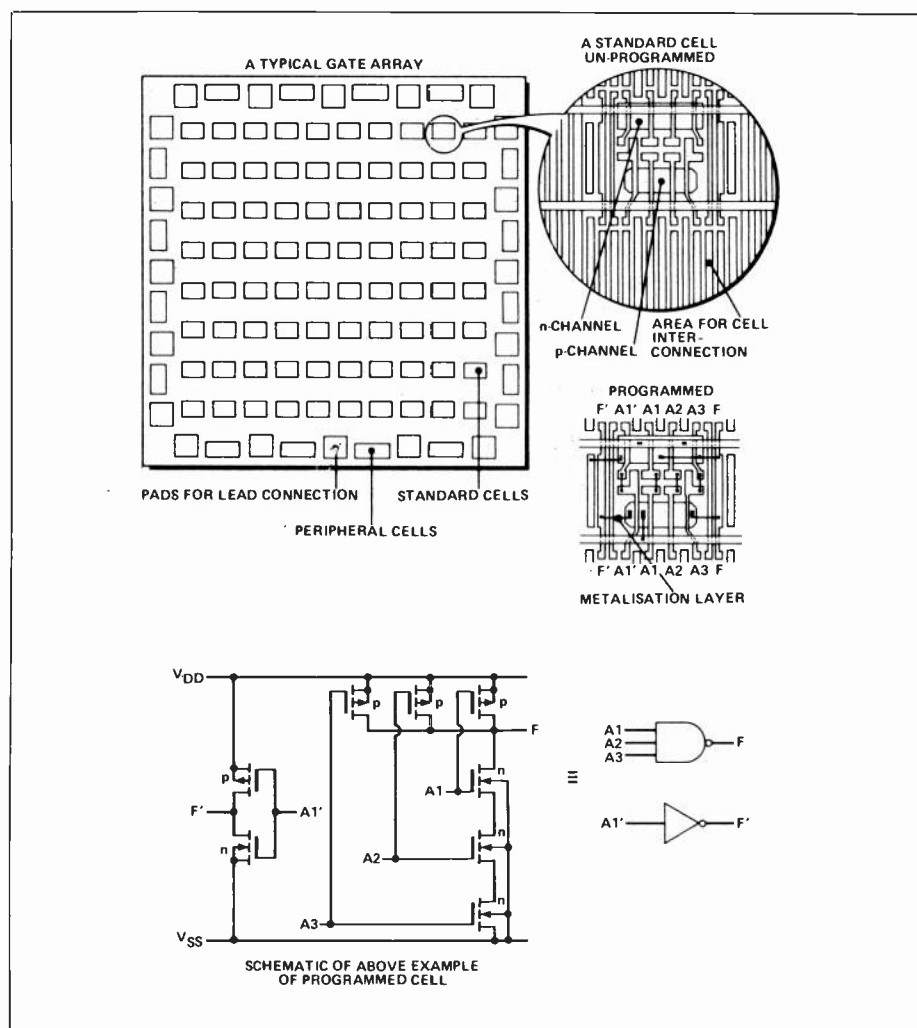 A TYPICAL GATE ARRAY
A STANDARD CELL
UN-PROGRAMMED
n-CHANNEL
p-CHANNEL
AREA FOR CELL
INTER-
CONNECTION
PADS FOR LEAD CONNECTION
STANDARD CELLS
PERIPHERAL CELLS
PROGRAMMED
F' A1' A1 A2 A3 F
F' A1' A1 A2 A3 F
METALISATION LAYER
VDD
p
p
p
F
p
F'
A1'
n
A1
n
A2
n
A3
n
VSS
SCHEMATIC OF ABOVE EXAMPLE
OF PROGRAMMED CELL
≡
A1
A2
A3
F
A1'
F'